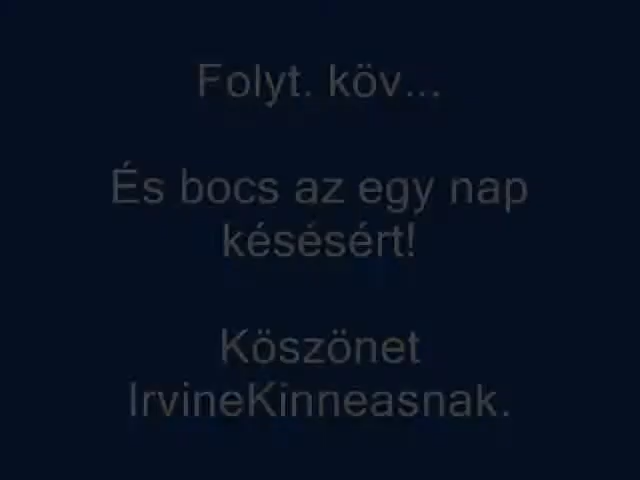 Folyt. köv...
És bocs az egy nap
késésért!
Köszönet
IrvineKinneasnak.